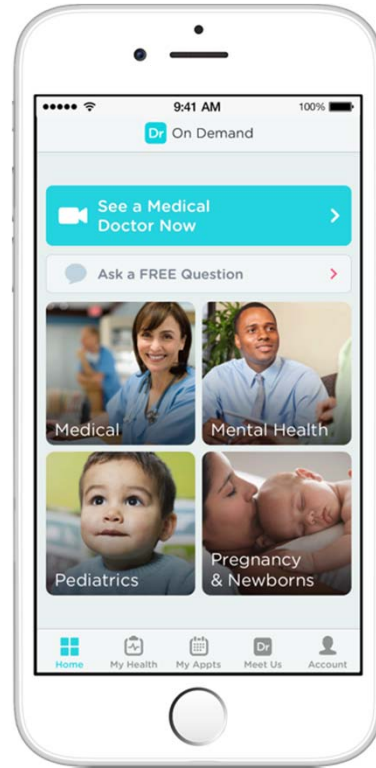 9:41 AM
100%
Dr On Demand
See a Medical
Doctor Now
Ask a FREE Question
Medical
Mental Health
Pediatrics
Pregnancy
& Newborns
Home
My Health
My Appts
Dr
Meet Us
Account